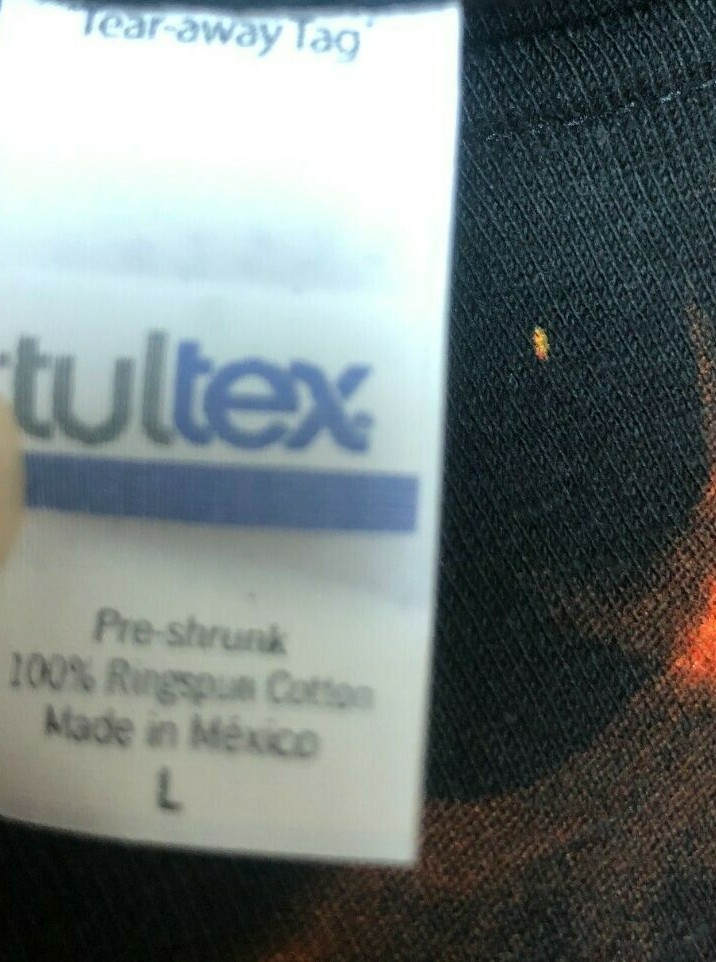 "Tear-away Tag"
tultex
Pre-shrunk
100% Ringspun Cotton
Made in México
L